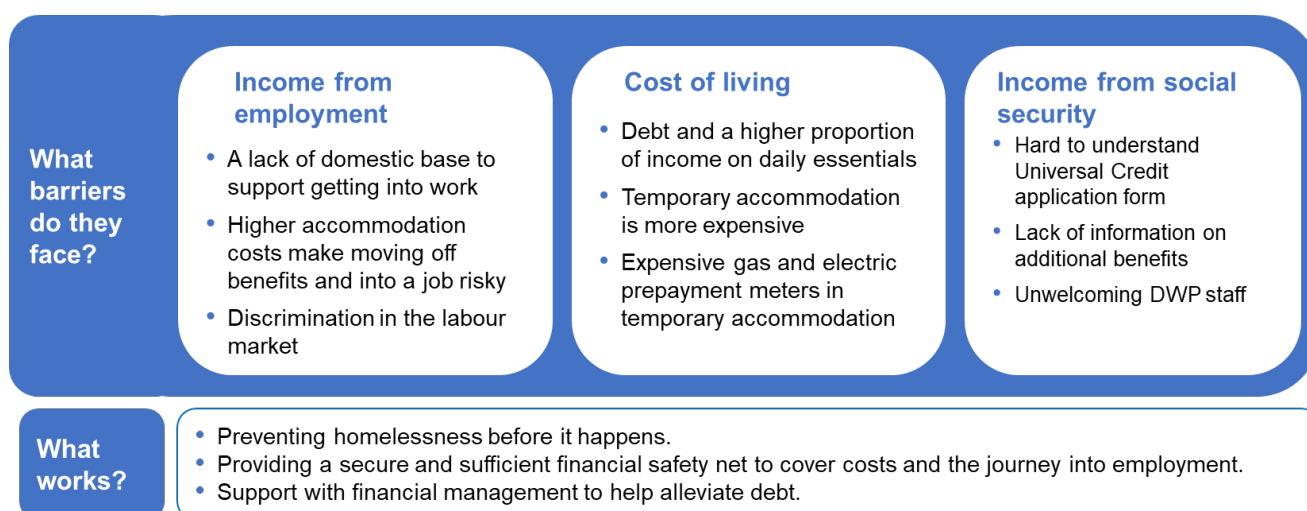 What
barriers
do they
face?
Income from
employment
• A lack of domestic base to
support getting into work
• Higher accommodation
costs make moving off
benefits and into a job risky
• Discrimination in the labour
market
Cost of living
• Debt and a higher proportion
of income on daily essentials
• Temporary accommodation
is more expensive
• Expensive gas and electric
prepayment meters in
temporary accommodation
Income from social
security
• Hard to understand
Universal Credit
application form
• Lack of information on
additional benefits
• Unwelcoming DWP staff
What
works?
• Preventing homelessness before it happens.
• Providing a secure and sufficient financial safety net to cover costs and the journey into employment.
• Support with financial management to help alleviate debt.